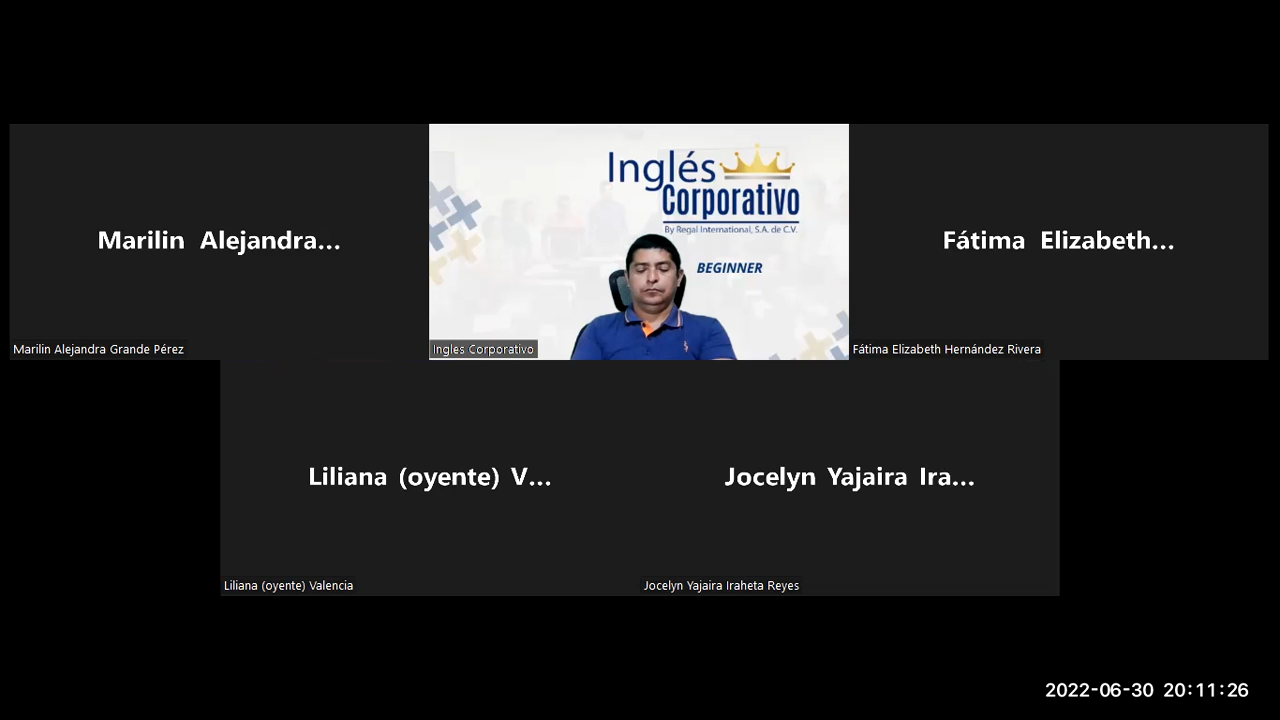 Marilin Alejandra...
Marilin Alejandra Grande Pérez
Inglés
Corporativo
By Regal International, S.A. de C.V.
BEGINNER
Ingles Corporativo
Fátima Elizabeth...
Fátima Elizabeth Hernández Rivera
Liliana (oyente) V...
Liliana (oyente) Valencia
Jocelyn Yajaira Ira...
Jocelyn Yajaira Iraheta Reyes
2022-06-30 20:11:26